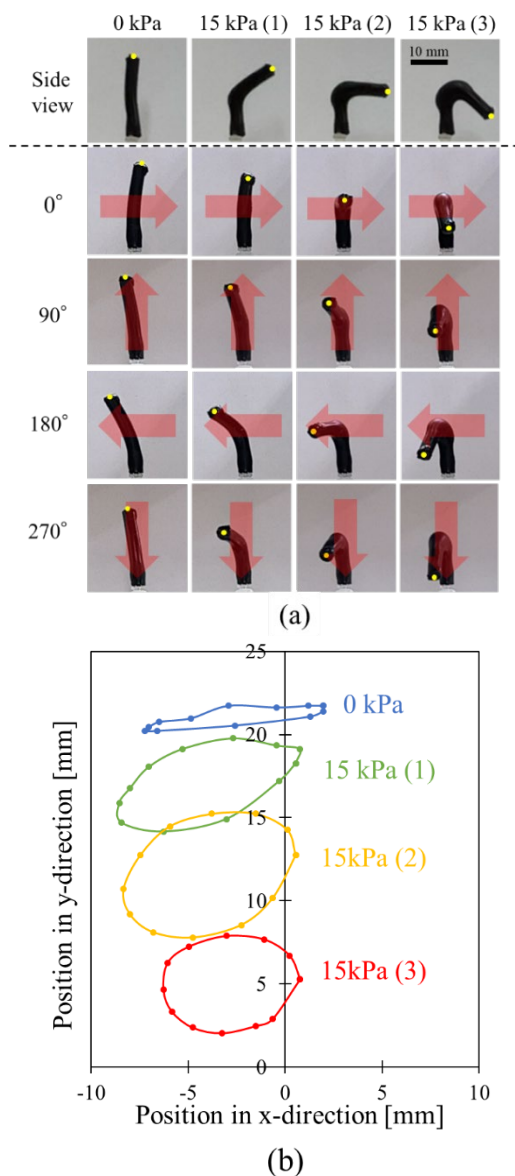 0 kPa 15 kPa (1) 15 kPa (2) 15 kPa (3)
10 mm
Side
view
0°
90°
180°
270°
(a)
25
0 kPa
20
15 kPa (1)
15
15kPa (2)
10
15kPa (3)
5
0
-10 -5 0 5 10
Position in y-direction [mm]
Position in x-direction [mm]
(b)